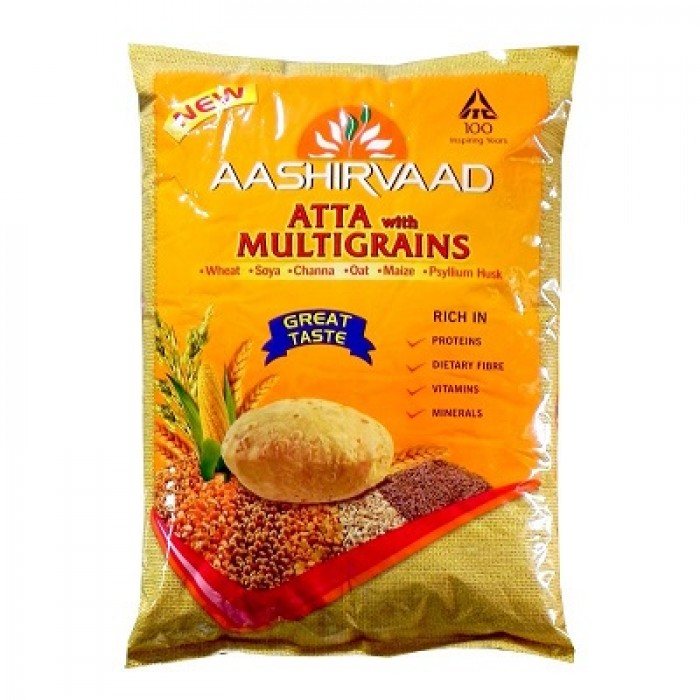 NEW
ITC
100
Inspiring Years
AASHIRVAAD
ATTA with
MULTIGRAINS
•Wheat •Soya •Channa •Oat •Maize •Psyllium Husk
GREAT
TASTE
RICH IN
PROTEINS
DIETARY FIBRE
VITAMINS
MINERALS